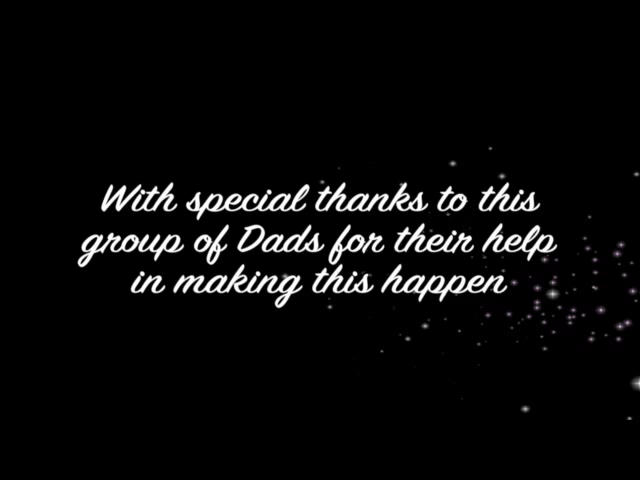 With special thanks to this
group of Dads for their help
in making this happen